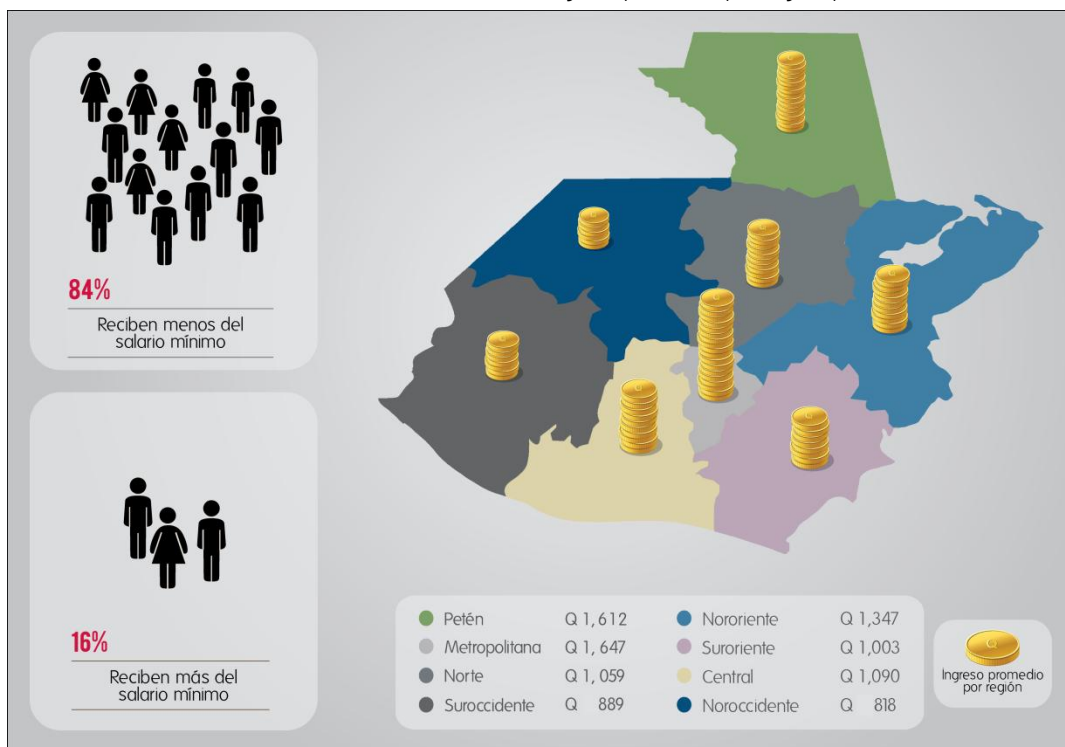 84%
Reciben menos del
salario mínimo
16%
Reciben más del
salario mínimo
Petén Q 1,612
Metropolitana Q 1, 647
Norte Q 1, 059
Suroccidente Q 889
Nororiente Q 1,347
Suroriente Q 1,003
Central Q 1,090
Noroccidente Q 818
Q
Ingreso promedio
por región